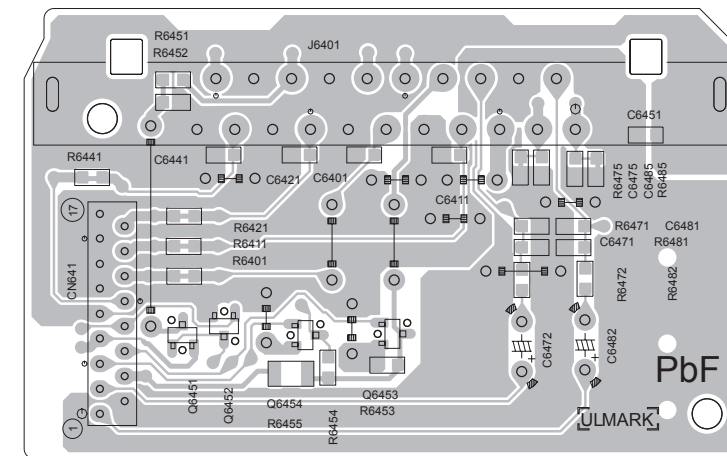 R6451
R6452
J6401
C6451
R6441
C6441
C6421
C6401
C6411
R6475
C6475
C6485
R6485
17
CN641
R6421
R6411
R6401
R6471
C6481
C6471
R6481
R6472
R6482
Q6451
Q6452
Q6454
R6455
R6454
Q6453
R6453
C6472
C6482
+
+
PbF
ULMARK
1